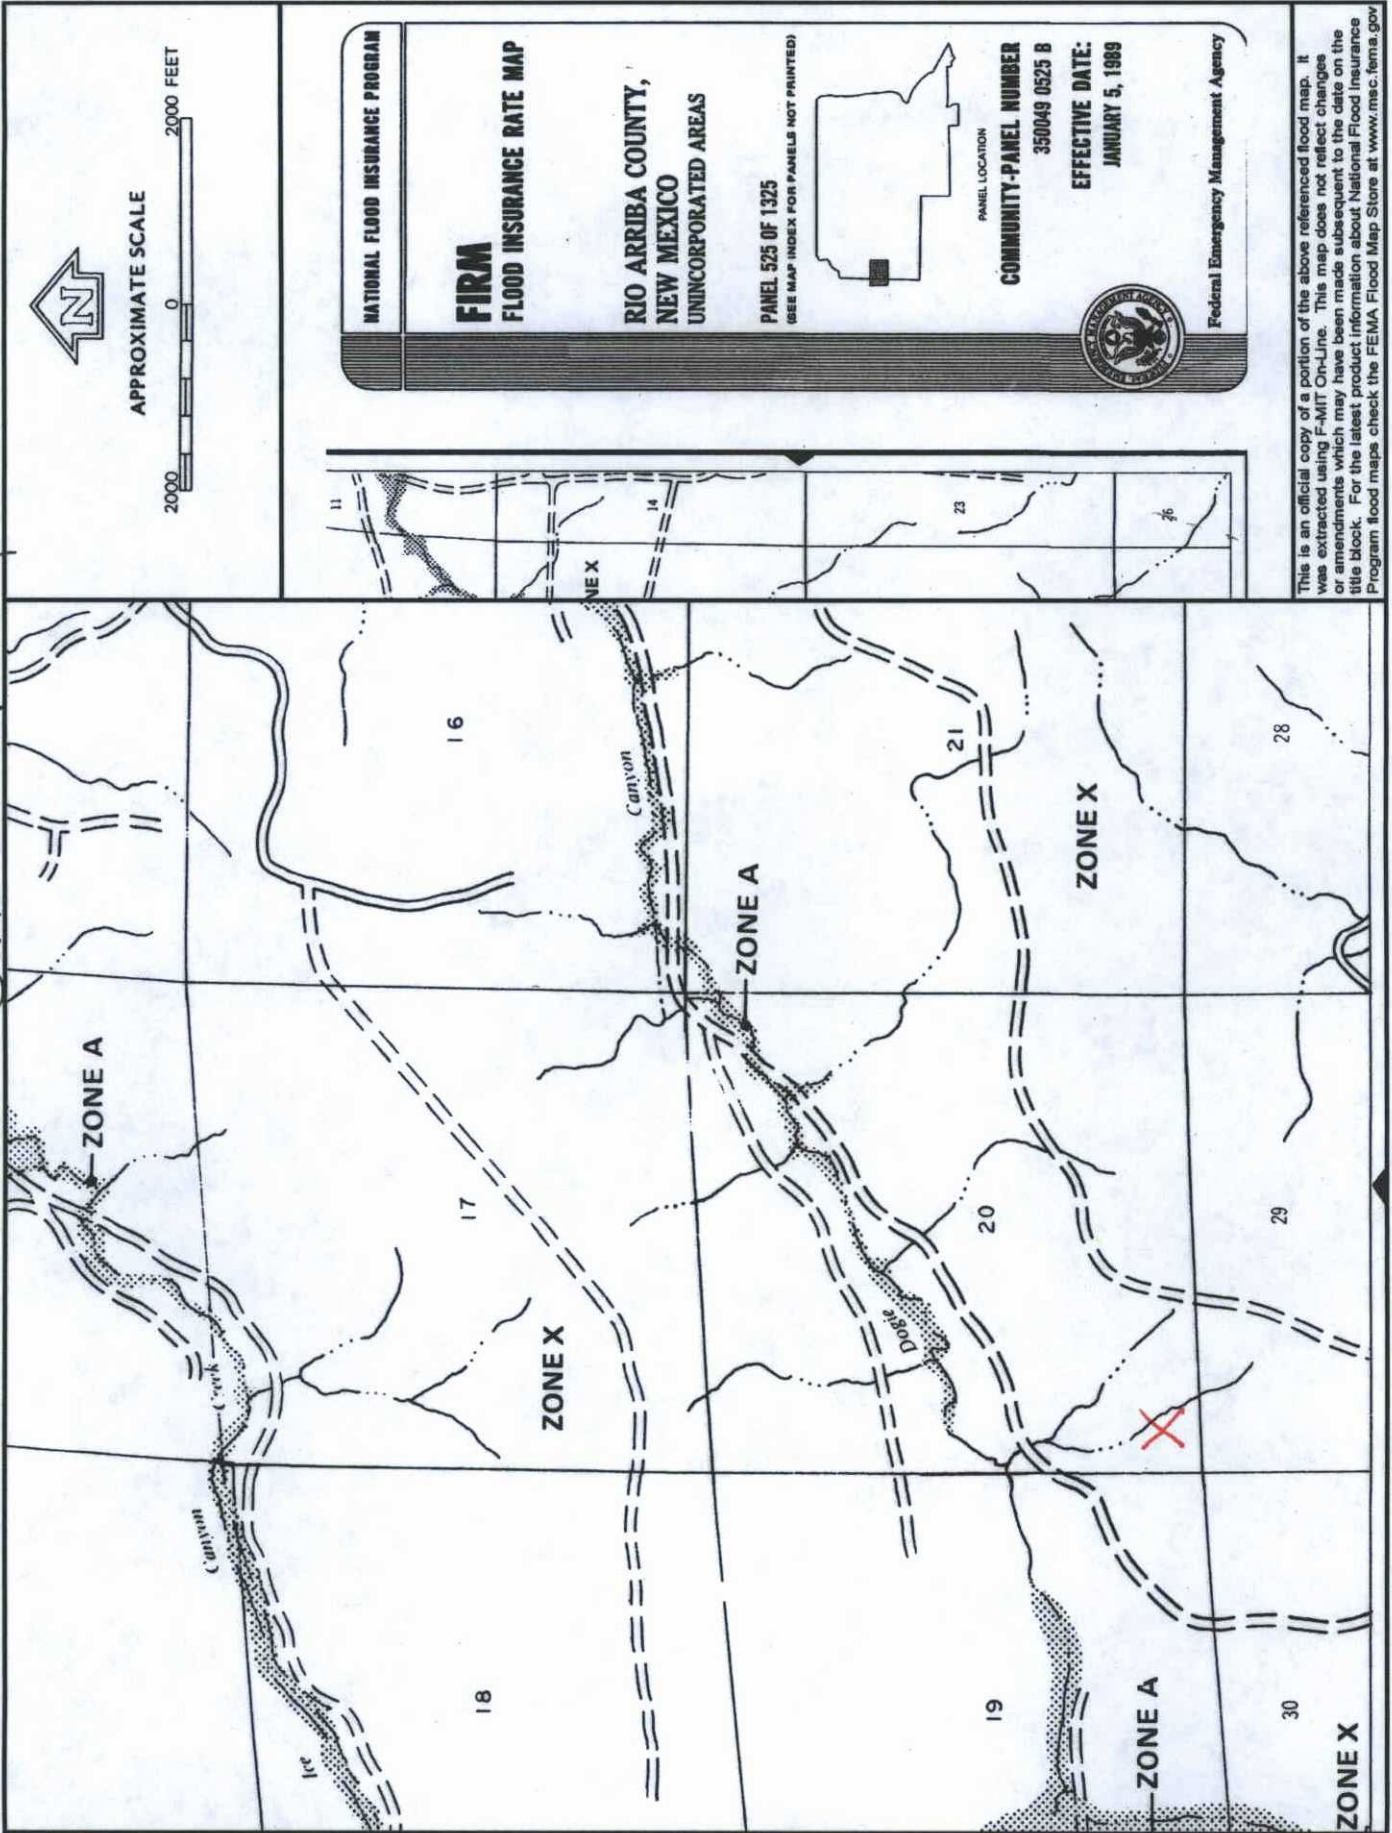 APPROXIMATE SCALE
2000 0 2000 FEET
N
NATIONAL FLOOD INSURANCE PROGRAM
FIRM
FLOOD INSURANCE RATE MAP
RIO ARRIBA COUNTY,
NEW MEXICO
UNINCORPORATED AREAS
PANEL 525 OF 1325
(SEE MAP INDEX FOR PANELS NOT PRINTED)
PANEL LOCATION
COMMUNITY-PANEL NUMBER
350049 0525 B
EFFECTIVE DATE:
JANUARY 5, 1989
Federal Emergency Management Agency
This is an official copy of a portion of the above referenced flood map. It
was extracted using F-MIT On-Line. This map does not reflect changes
or amendments which may have been made subsequent to the date on the
title block. For the latest product information about National Flood Insurance
Program flood maps check the FEMA Flood Map Store at www.msc.fema.gov
11
14
NE X
23
26
ZONE A
16
Canyon
ZONE A
21
ZONE X
28
17
ZONE X
20
29
Dogie
Creek
Canyon
Ice
18
19
ZONE A
30
ZONE X